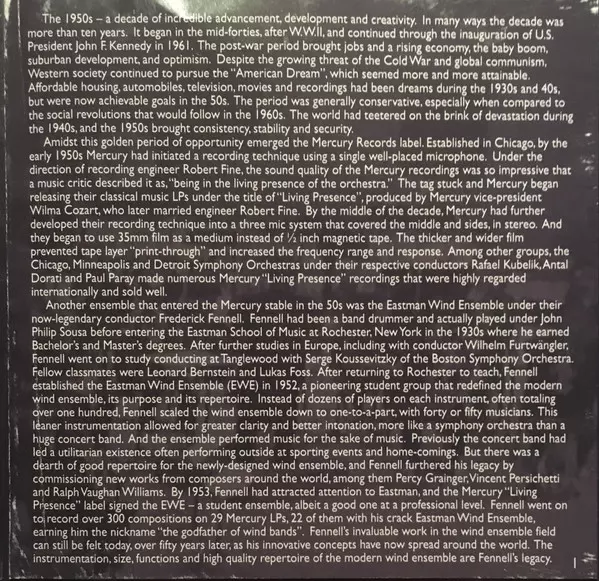 The 1950s – a decade of incredible advancement, development and creativity. In many ways the decade was
more than ten years. It began in the mid-forties, after W.W.II, and continued through the inauguration of U.S.
President John F. Kennedy in 1961. The post-war period brought jobs and a rising economy, the baby boom,
suburban development, and optimism. Despite the growing threat of the Cold War and global communism,
Western society continued to pursue the "American Dream", which seemed more and more attainable.
Affordable housing, automobiles, television, movies and recordings had been dreams during the 1930s and 40s,
but were now achievable goals in the 50s. The period was generally conservative, especially when compared to
the social revolutions that would follow in the 1960s. The world had teetered on the brink of devastation during
the 1940s, and the 1950s brought consistency, stability and security.
Amidst this golden period of opportunity emerged the Mercury Records label. Established in Chicago, by the
early 1950s Mercury had initiated a recording technique using a single well-placed microphone. Under the
direction of recording engineer Robert Fine, the sound quality of the Mercury recordings was so impressive that
a music critic described it as, "being in the living presence of the orchestra." The tag stuck and Mercury began
releasing their classical music LPs under the title of "Living Presence", produced by Mercury vice-president
Wilma Cozart, who later married engineer Robert Fine. By the middle of the decade, Mercury had further
developed their recording technique into a three mic system that covered the middle and sides, in stereo. And
they began to use 35mm film as a medium instead of ½ inch magnetic tape. The thicker and wider film
prevented tape layer "print-through" and increased the frequency range and response. Among other groups, the
Chicago, Minneapolis and Detroit Symphony Orchestras under their respective conductors Rafael Kubelik, Antal
Dorati and Paul Paray made numerous Mercury "Living Presence" recordings that were highly regarded
internationally and sold well.
Another ensemble that entered the Mercury stable in the 50s was the Eastman Wind Ensemble under their
now-legendary conductor Frederick Fennell. Fennell had been a band drummer and actually played under John
Philip Sousa before entering the Eastman School of Music at Rochester, New York in the 1930s where he earned
Bachelor's and Master's degrees. After further studies in Europe, including with conductor Wilhelm Furtwängler,
Fennell went on to study conducting at Tanglewood with Serge Koussevitzky of the Boston Symphony Orchestra.
Fellow classmates were Leonard Bernstein and Lukas Foss. After returning to Rochester to teach, Fennell
established the Eastman Wind Ensemble (EWE) in 1952, a pioneering student group that redefined the modern
wind ensemble, its purpose and its repertoire. Instead of dozens of players on each instrument, often totaling
over one hundred, Fennell scaled the wind ensemble down to one-to-a-part, with forty or fifty musicians. This
leaner instrumentation allowed for greater clarity and better intonation, more like a symphony orchestra than a
huge concert band. And the ensemble performed music for the sake of music. Previously the concert band had
led a utilitarian existence often performing outside at sporting events and home-comings. But there was a
dearth of good repertoire for the newly-designed wind ensemble, and Fennell furthered his legacy by
commissioning new works from composers around the world, among them Percy Grainger, Vincent Persichetti
and Ralph Vaughan Williams. By 1953, Fennell had attracted attention to Eastman, and the Mercury "Living
Presence" label signed the EWE – a student ensemble, albeit a good one at a professional level. Fennell went on
to record over 300 compositions on 29 Mercury LPs, 22 of them with his crack Eastman Wind Ensemble,
earning him the nickname "the godfather of wind bands". Fennell's invaluable work in the wind ensemble field
can still be felt today, over fifty years later, as his innovative concepts have now spread around the world. The
instrumentation, size, functions and high quality repertoire of the modern wind ensemble are Fennell's legacy.
1